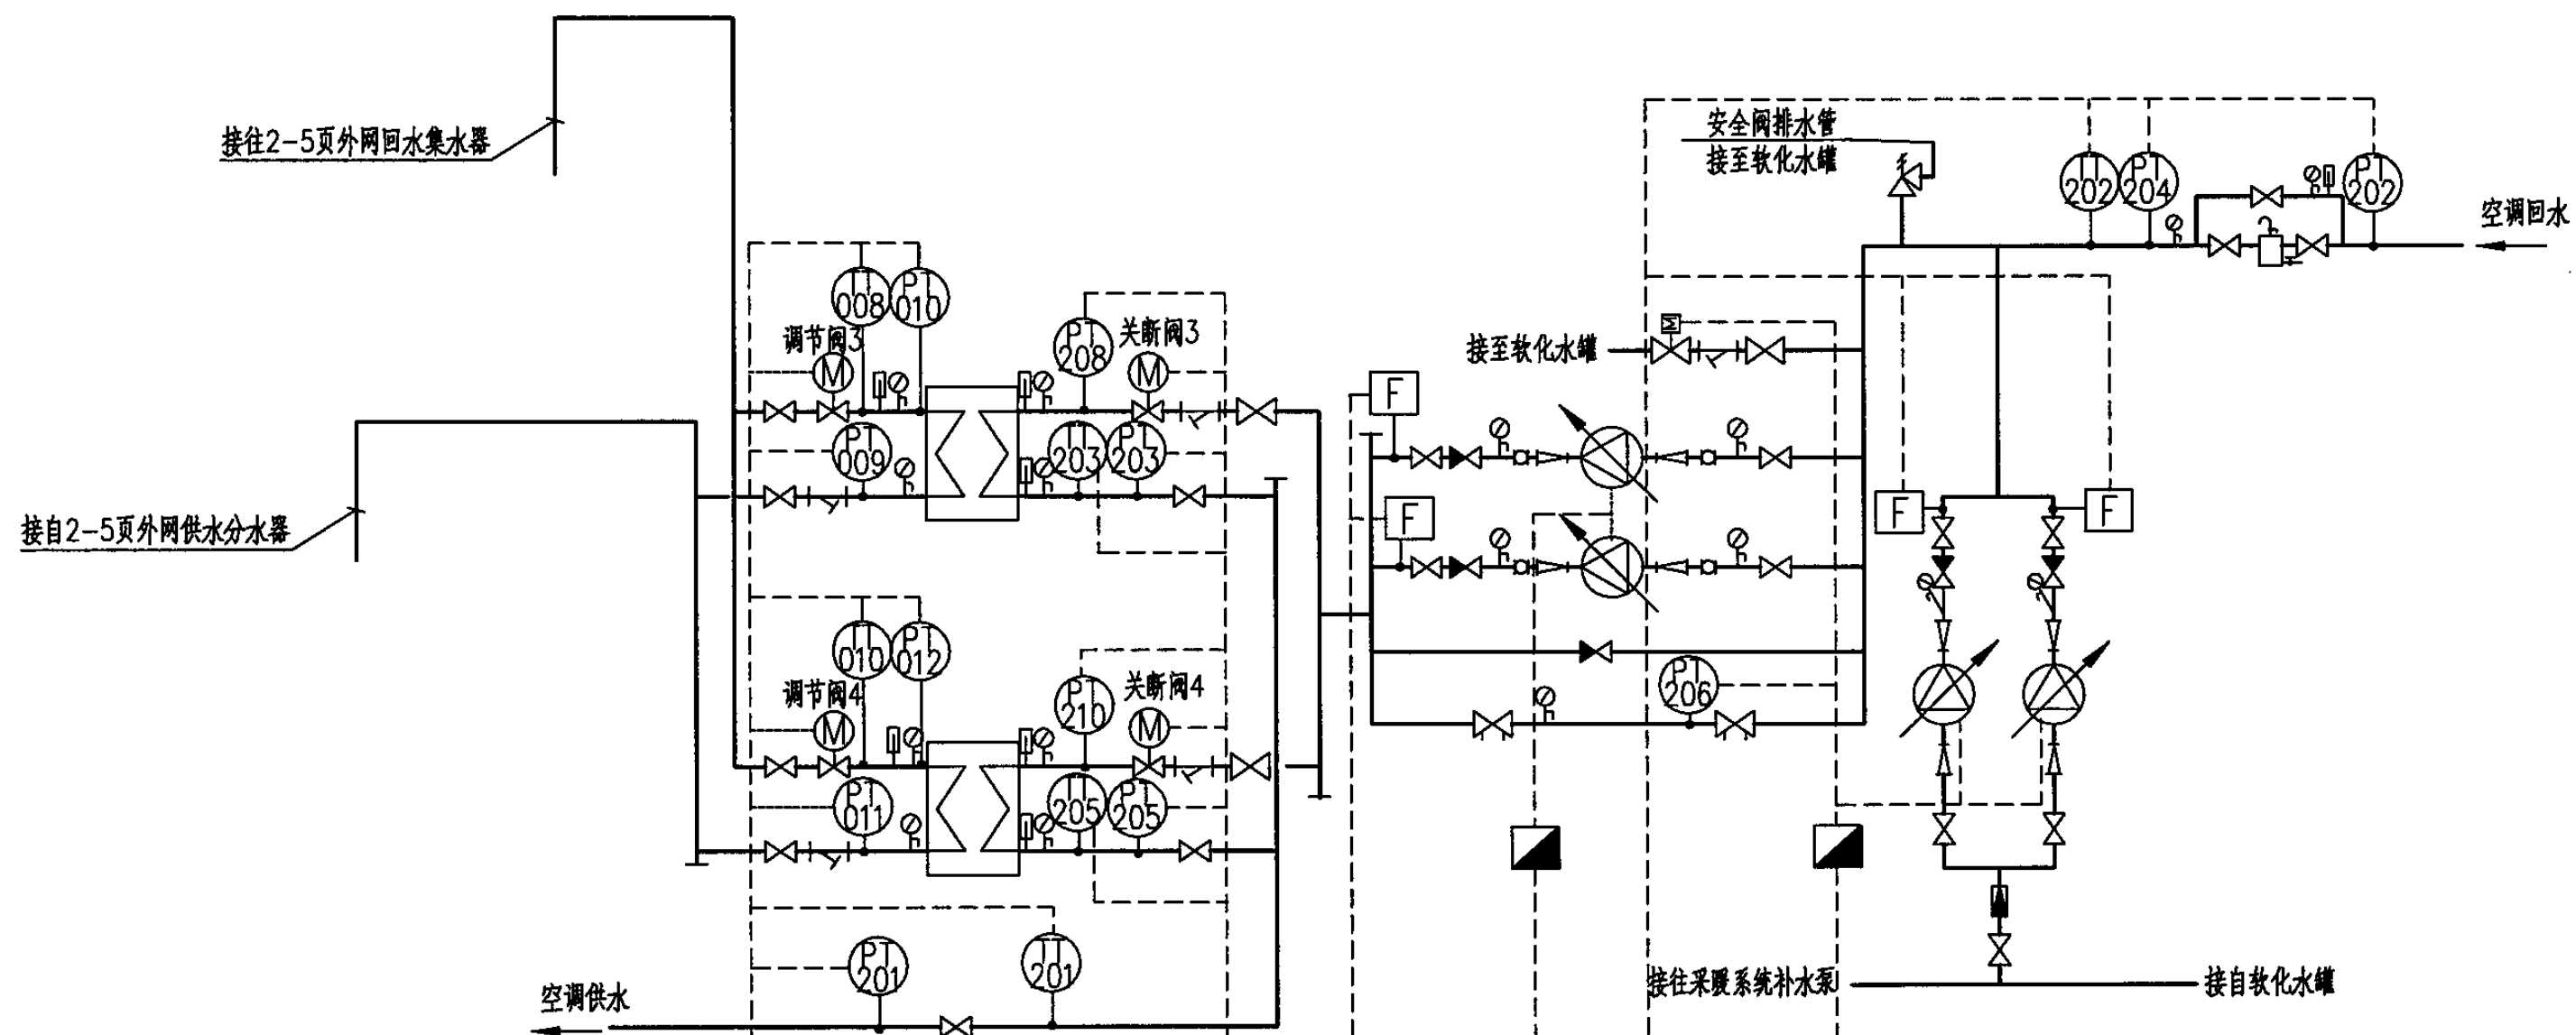 接往2-5页外网回水集水器
安全阀排水管
接至软化水罐
TT
202
PT
204
PT
202
空调回水
TT
008
PT
010
调节阀3
M
PT
208
关断阀3
M
M
接至软化水罐
F
PT
009
TT
203
PT
203
接自2-5页外网供水分水器
F
F
F
TT
010
PT
012
调节阀4
M
PT
210
关断阀4
M
PT
206
PT
011
TT
205
PT
205
PT
201
TT
201
空调供水
接往采暖系统补水泵
接自软化水罐